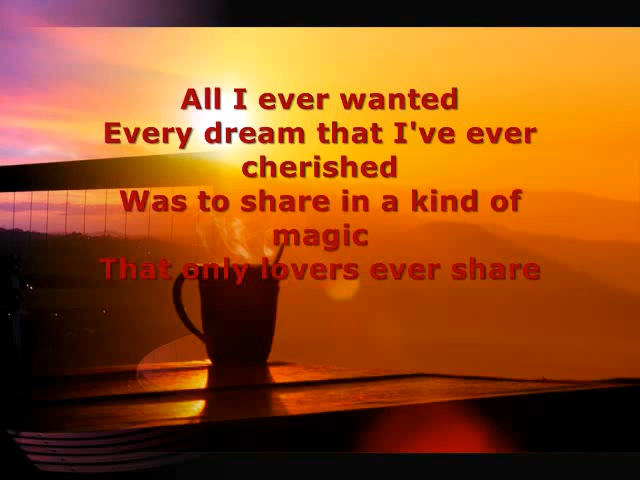 All I ever wanted
Every dream that I've ever
cherished
Was to share in a kind of
magic
That only lovers ever share